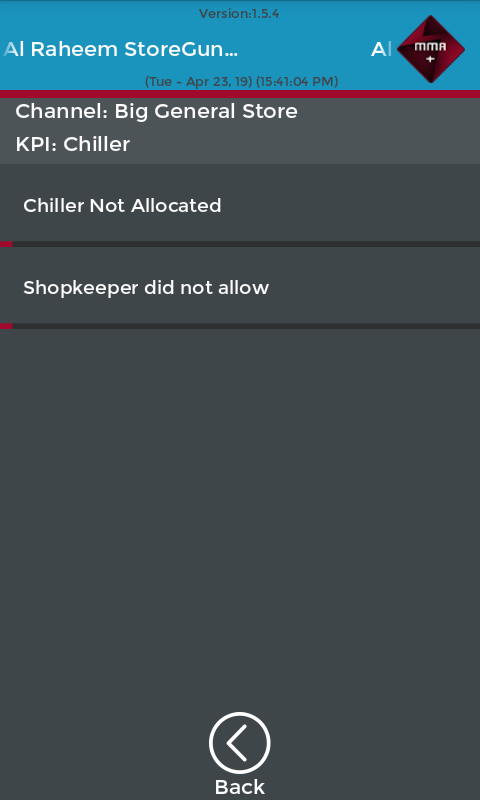 Version:1.5.4
Al Raheem StoreGun... Al
MMA
+
(Tue - Apr 23, 19) (15:41:04 PM)
Channel: Big General Store
KPI: Chiller
Chiller Not Allocated
Shopkeeper did not allow
Back